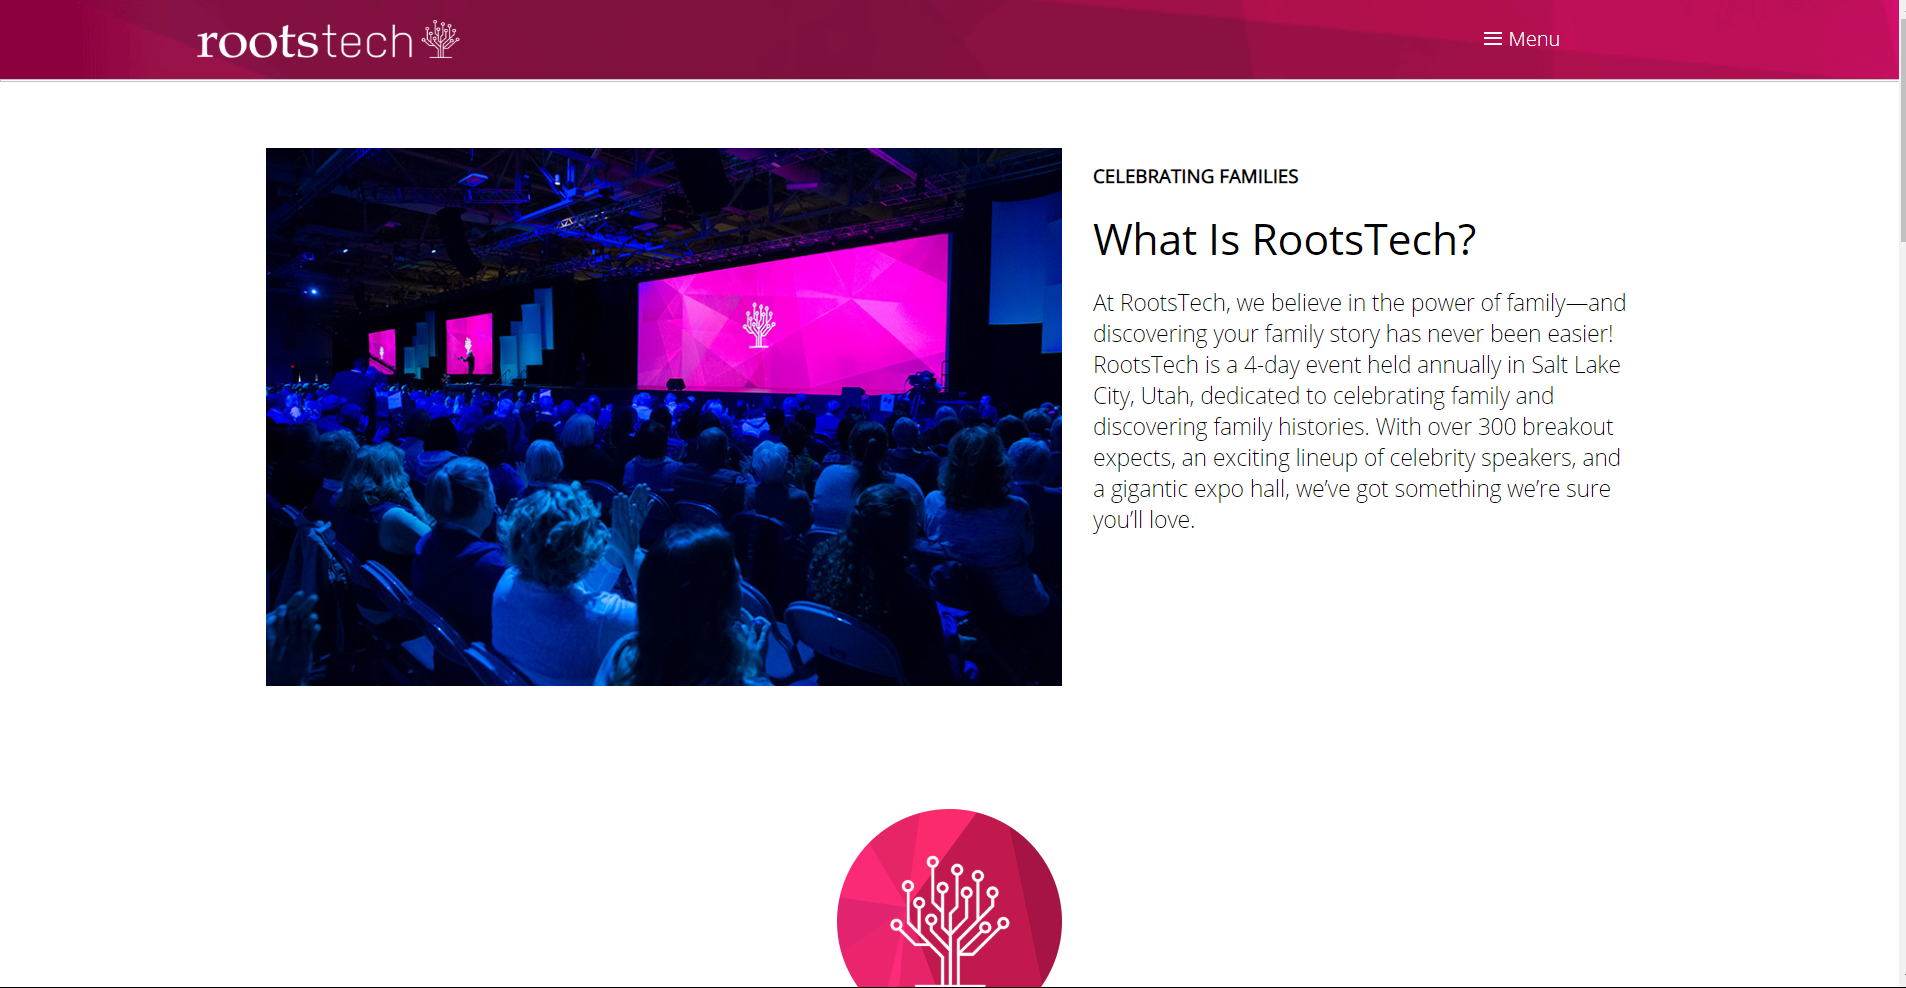 rootstech
Menu
CELEBRATING FAMILIES
What Is RootsTech?
At RootsTech, we believe in the power of family—and
discovering your family story has never been easier!
RootsTech is a 4-day event held annually in Salt Lake
City, Utah, dedicated to celebrating family and
discovering family histories. With over 300 breakout
expects, an exciting lineup of celebrity speakers, and
a gigantic expo hall, we’ve got something we’re sure
you’ll love.